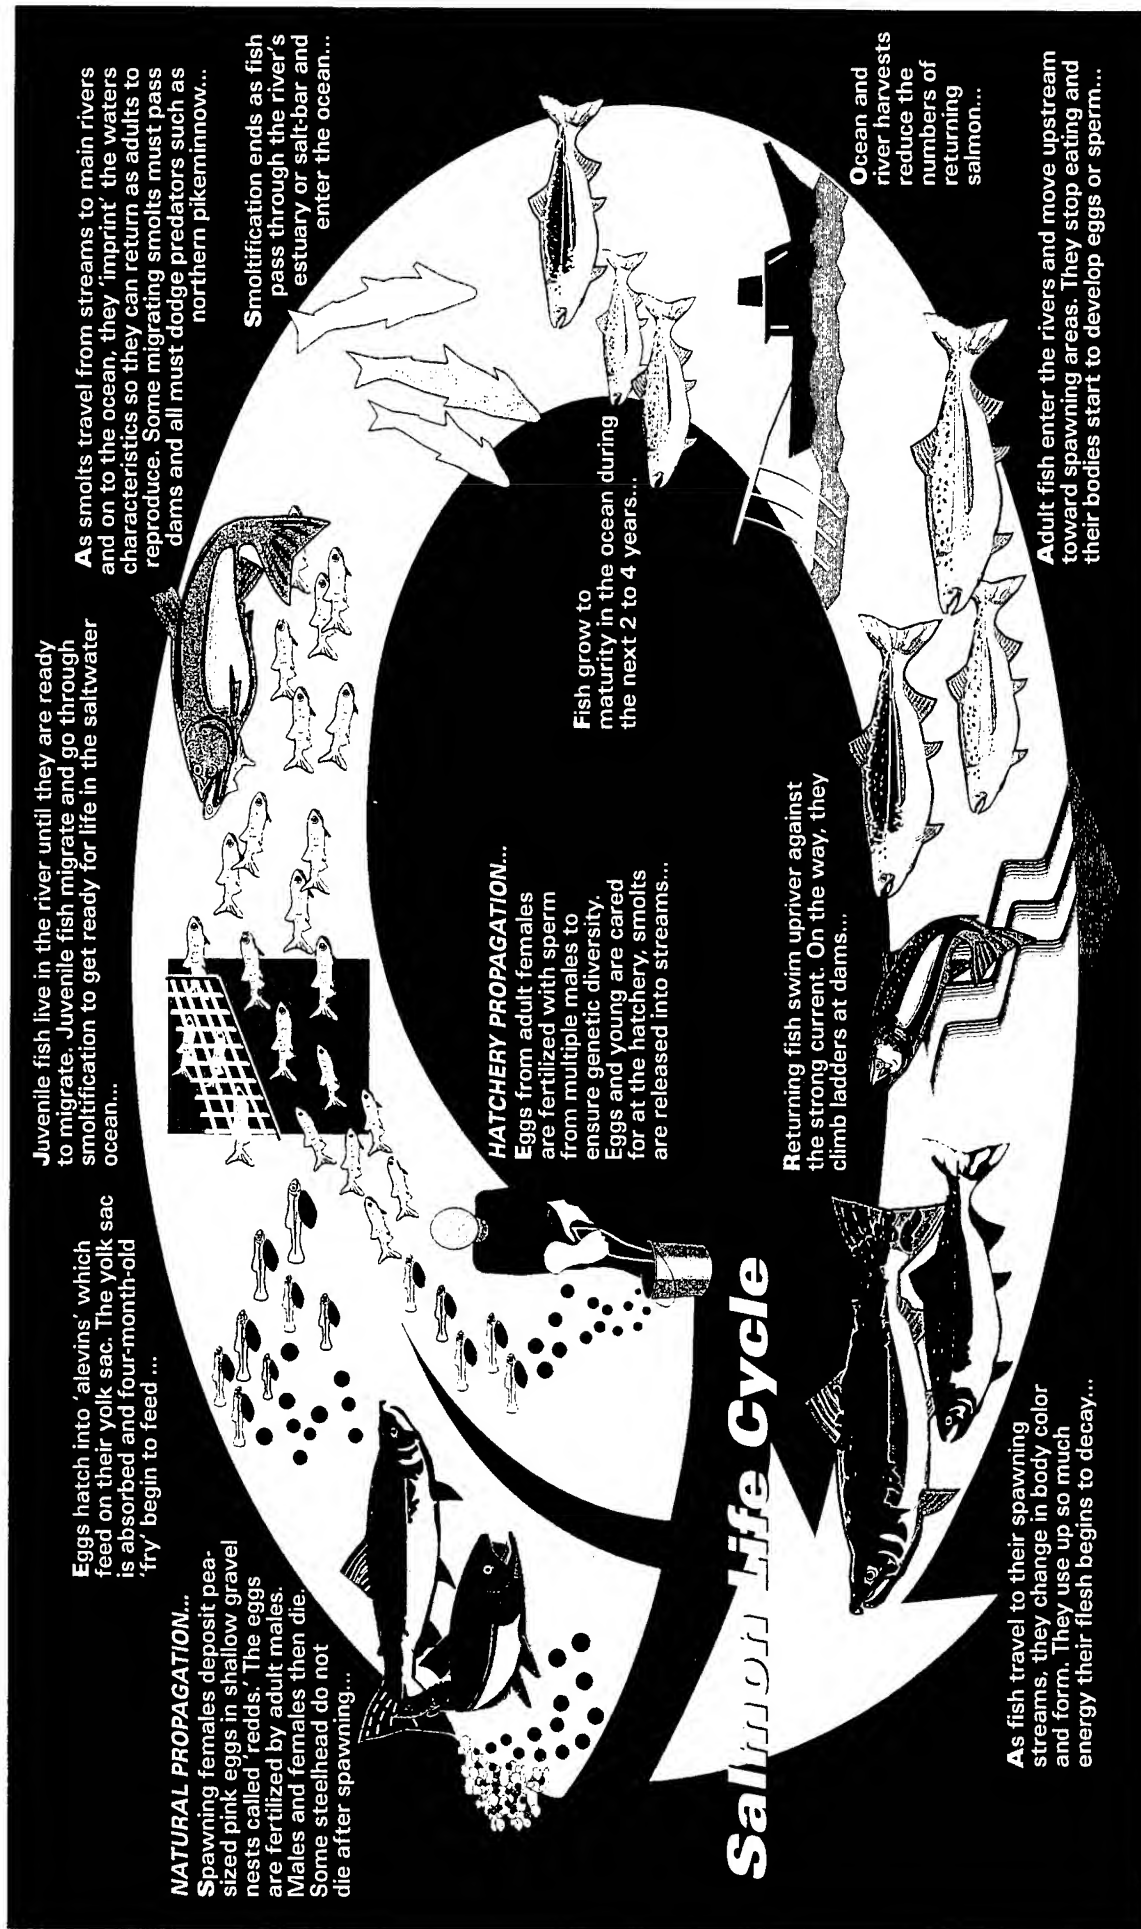 NATURAL PROPAGATION...
Spawning females deposit pea-
sized pink eggs in shallow gravel
nests called 'redds.' The eggs
are fertilized by adult males.
Males and females then die.
Some steelhead do not
die after spawning...
Eggs hatch into 'alevins' which
feed on their yolk sac. The yolk sac
is absorbed and four-month-old
'fry' begin to feed ...
Juvenile fish live in the river until they are ready
to migrate. Juvenile fish migrate and go through
smoltification to get ready for life in the saltwater
ocean...
As smolts travel from streams to main rivers
and on to the ocean, they 'imprint' the waters
characteristics so they can return as adults to
reproduce. Some migrating smolts must pass
dams and all must dodge predators such as
northern pikeminnow...
Smoltification ends as fish
pass through the river's
estuary or salt-bar and
enter the ocean...
HATCHERY PROPAGATION...
Eggs from adult females
are fertilized with sperm
from multiple males to
ensure genetic diversity.
Eggs and young are cared
for at the hatchery, smolts
are released into streams...
Fish grow to
maturity in the ocean during
the next 2 to 4 years...
Ocean and
river harvests
reduce the
numbers of
returning
salmon...
Adult fish enter the rivers and move upstream
toward spawning areas. They stop eating and
their bodies start to develop eggs or sperm...
Returning fish swim upriver against
the strong current. On the way, they
climb ladders at dams...
As fish travel to their spawning
streams, they change in body color
and form. They use up so much
energy their flesh begins to decay...
Salmon Life Cycle